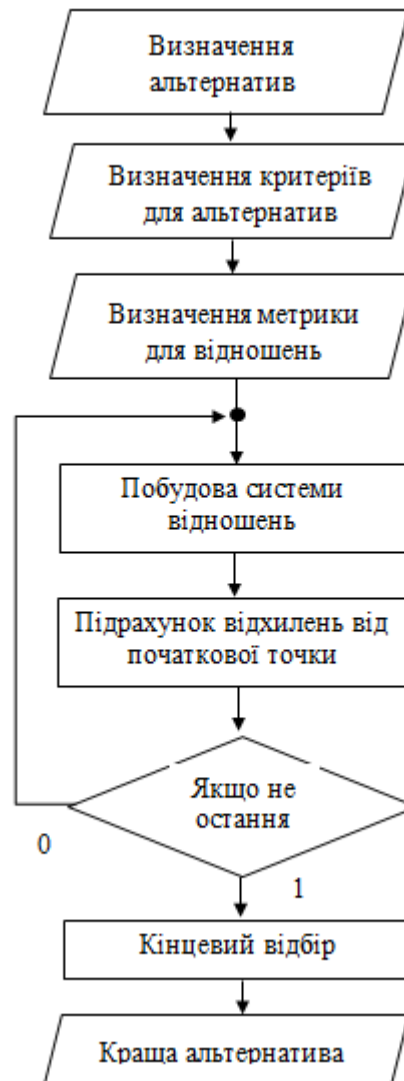 Визначення
альтернатив
Визначення критеріїв
для альтернатив
Визначення метрики
для відношень
Побудова системи
відношень
Підрахунок відхилень від
початкової точки
Якщо не
остання
0
1
Кінцевий відбір
Краща альтернатива